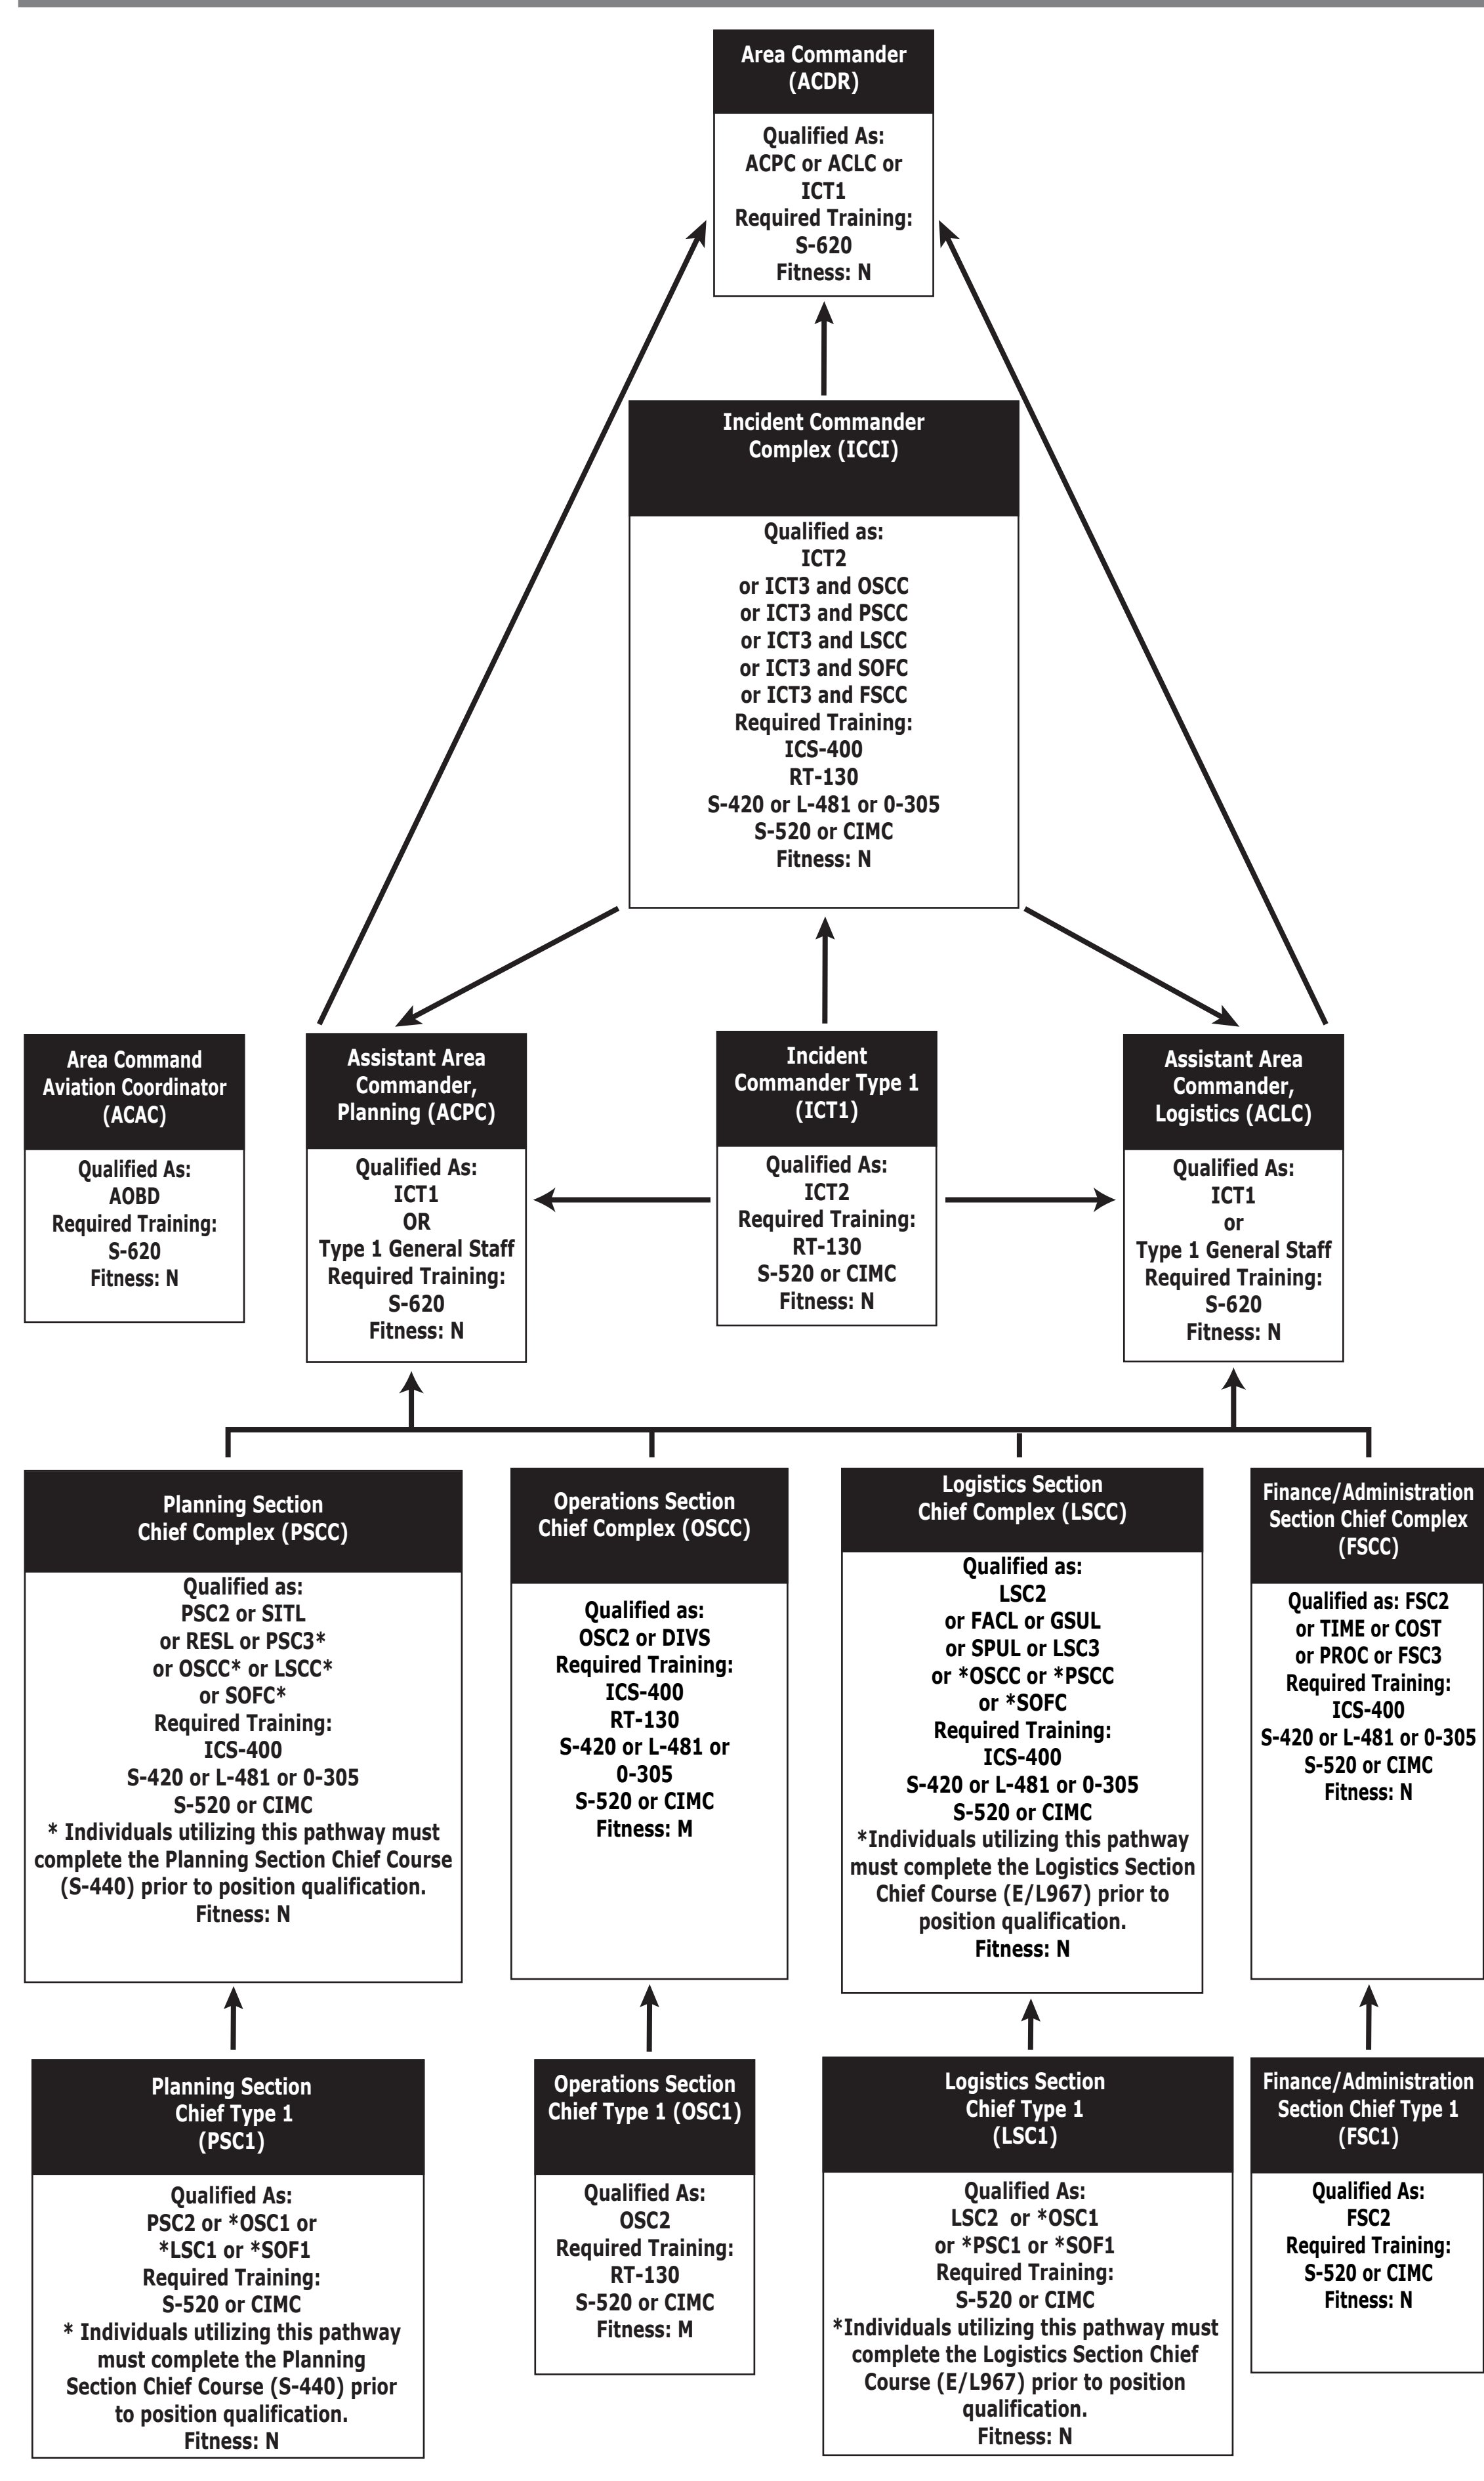 Area Commander
(ACDR)
Qualified As:
ACPC or ACLC or
ICT1
Required Training:
S-620
Fitness: N
Incident Commander
Complex (ICCI)
Qualified as:
ICT2
or ICT3 and OSCC
or ICT3 and PSCC
or ICT3 and LSCC
or ICT3 and SOFC
or ICT3 and FSCC
Required Training:
ICS-400
RT-130
S-420 or L-481 or 0-305
S-520 or CIMC
Fitness: N
Area Command
Aviation Coordinator
(ACAC)
Qualified As:
AOBD
Required Training:
S-620
Fitness: N
Assistant Area
Commander,
Planning (ACPC)
Qualified As:
ICT1
OR
Type 1 General Staff
Required Training:
S-620
Fitness: N
Incident
Commander Type 1
(ICT1)
Qualified As:
ICT2
Required Training:
RT-130
S-520 or CIMC
Fitness: N
Assistant Area
Commander,
Logistics (ACLC)
Qualified As:
ICT1
or
Type 1 General Staff
Required Training:
S-620
Fitness: N
Planning Section
Chief Complex (PSCC)
Qualified as:
PSC2 or SITL
or RESL or PSC3*
or OSCC* or LSCC*
or SOFC*
Required Training:
ICS-400
S-420 or L-481 or 0-305
S-520 or CIMC
* Individuals utilizing this pathway must
complete the Planning Section Chief Course
(S-440) prior to position qualification.
Fitness: N
Operations Section
Chief Complex (OSCC)
Qualified as:
OSC2 or DIVS
Required Training:
ICS-400
RT-130
S-420 or L-481 or
0-305
S-520 or CIMC
Fitness: M
Logistics Section
Chief Complex (LSCC)
Qualified as:
LSC2
or FACL or GSUL
or SPUL or LSC3
or *OSCC or *PSCC
or *SOFC
Required Training:
ICS-400
S-420 or L-481 or 0-305
S-520 or CIMC
*Individuals utilizing this pathway
must complete the Logistics Section
Chief Course (E/L967) prior to
position qualification.
Fitness: N
Finance/Administration
Section Chief Complex
(FSCC)
Qualified as: FSC2
or TIME or COST
or PROC or FSC3
Required Training:
ICS-400
S-420 or L-481 or 0-305
S-520 or CIMC
Fitness: N
Planning Section
Chief Type 1
(PSC1)
Qualified As:
PSC2 or *OSC1 or
*LSC1 or *SOF1
Required Training:
S-520 or CIMC
* Individuals utilizing this pathway
must complete the Planning
Section Chief Course (S-440) prior
to position qualification.
Fitness: N
Operations Section
Chief Type 1 (OSC1)
Qualified As:
OSC2
Required Training:
RT-130
S-520 or CIMC
Fitness: M
Logistics Section
Chief Type 1
(LSC1)
Qualified As:
LSC2 or *OSC1
or *PSC1 or *SOF1
Required Training:
S-520 or CIMC
*Individuals utilizing this pathway must
complete the Logistics Section Chief
Course (E/L967) prior to position
qualification.
Fitness: N
Finance/Administration
Section Chief Type 1
(FSC1)
Qualified As:
FSC2
Required Training:
S-520 or CIMC
Fitness: N